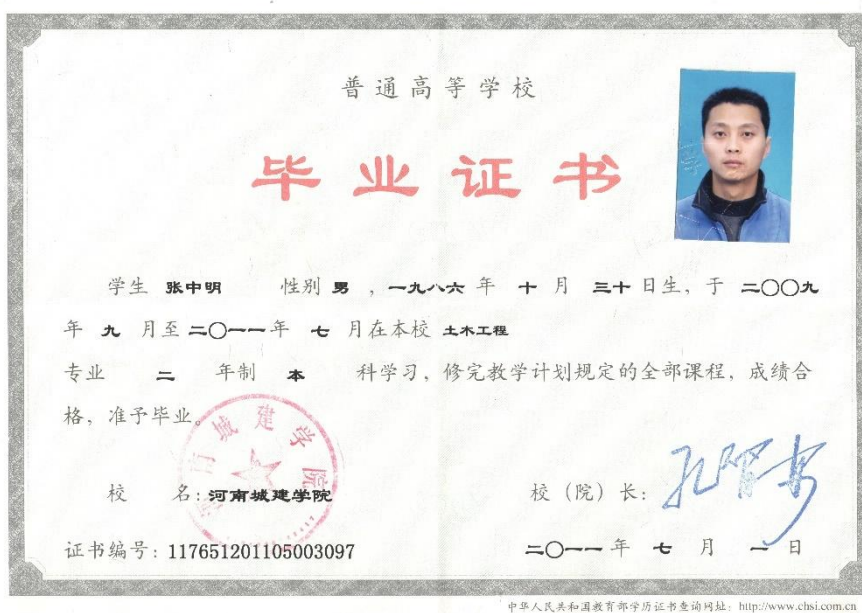 普通高等学校
毕业证书
学生 张中明 性别 男 ，一九八六 年 十 月 三十 日生，于 二〇〇九
年 九 月至 二〇一一 年 七 月在本校 土木工程
专业 二 年制 本 科学习，修完教学计划规定的全部课程，成绩合
格，准予毕业。
河南城建学院
校 名：河南城建学院
校（院）长：
证书编号：117651201105003097
二〇一一 年 七 月 一 日
中华人民共和国教育部学历证书查询网址：http://www.chsi.com.cn